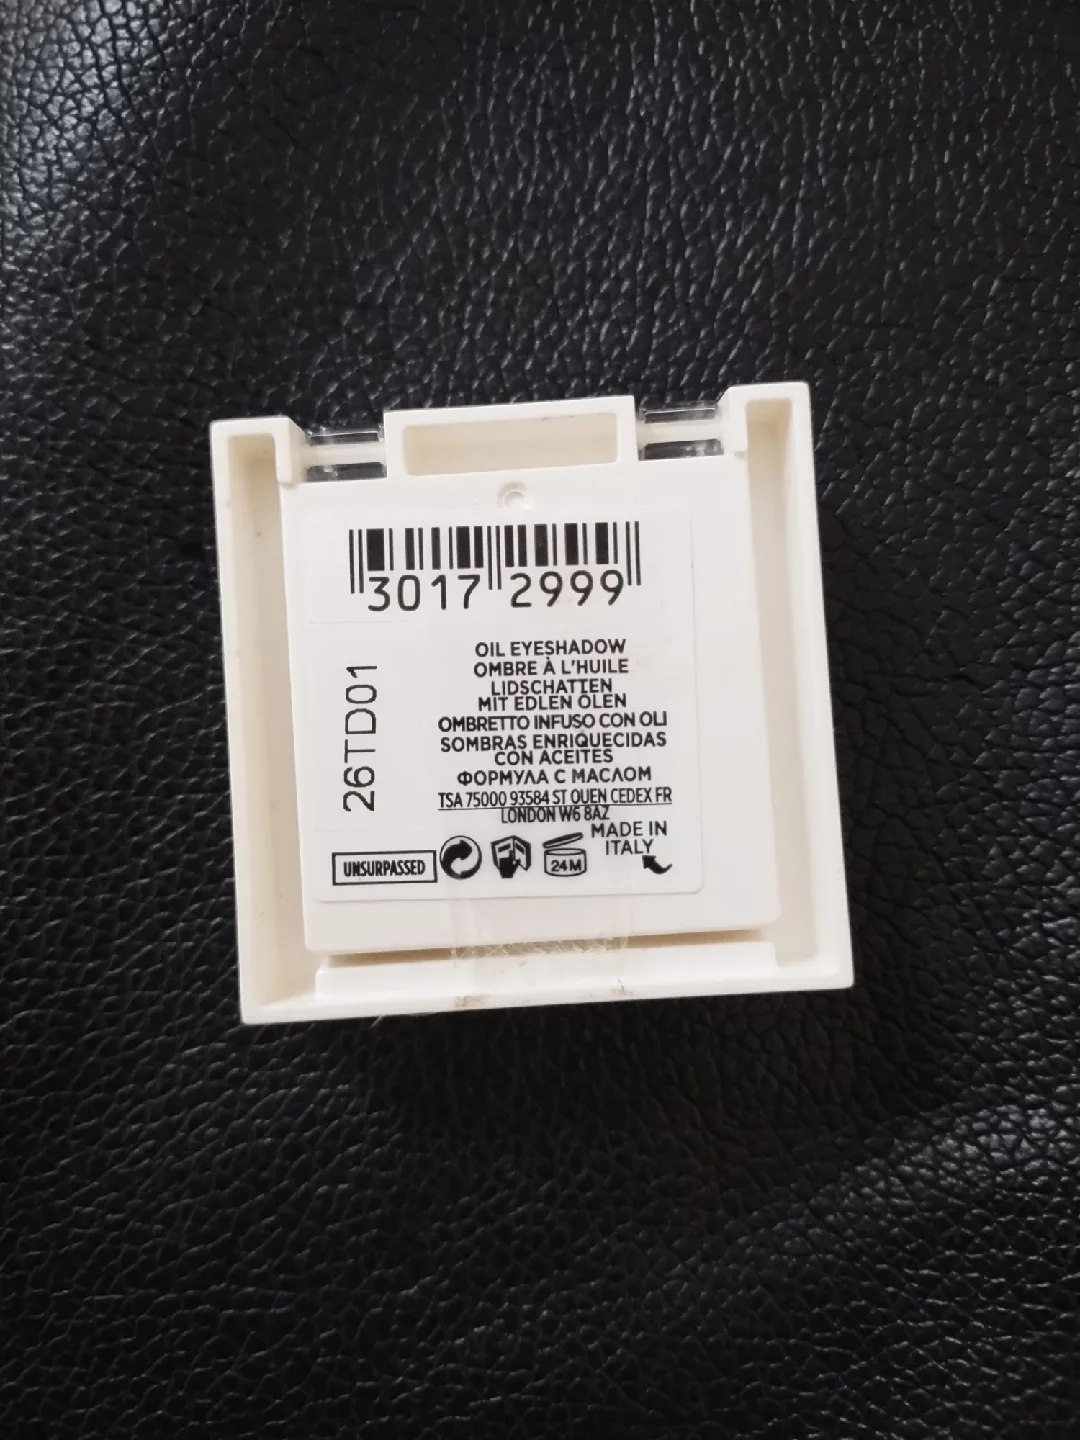 3017 2999
OIL EYESHADOW
OMBRE À L'HUILE
LIDSCHATTEN
MIT EDLEN ÖLEN
OMBRETTO INFUSO CON OLI
SOMBRAS ENRIQUECIDAS
CON ACEITES
ФОРМУЛА С МАСЛОМ
TSA 75000 93584 ST OUEN CEDEX FR
LONDON W6 8AZ
MADE IN
ITALY
26TD01
UNSURPASSED
24M